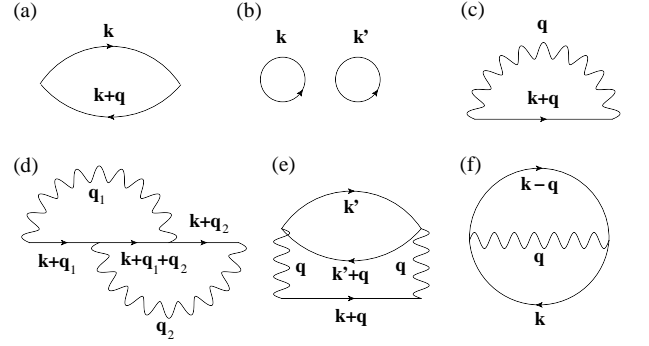 (a)
k
k+q
(b)
k k’
(c)
q
k+q
(d)
q1
k+q2
k+q1 k+q1+q2
q2
(e)
k’
q k’+q q
k+q
(f)
k−q
q
k